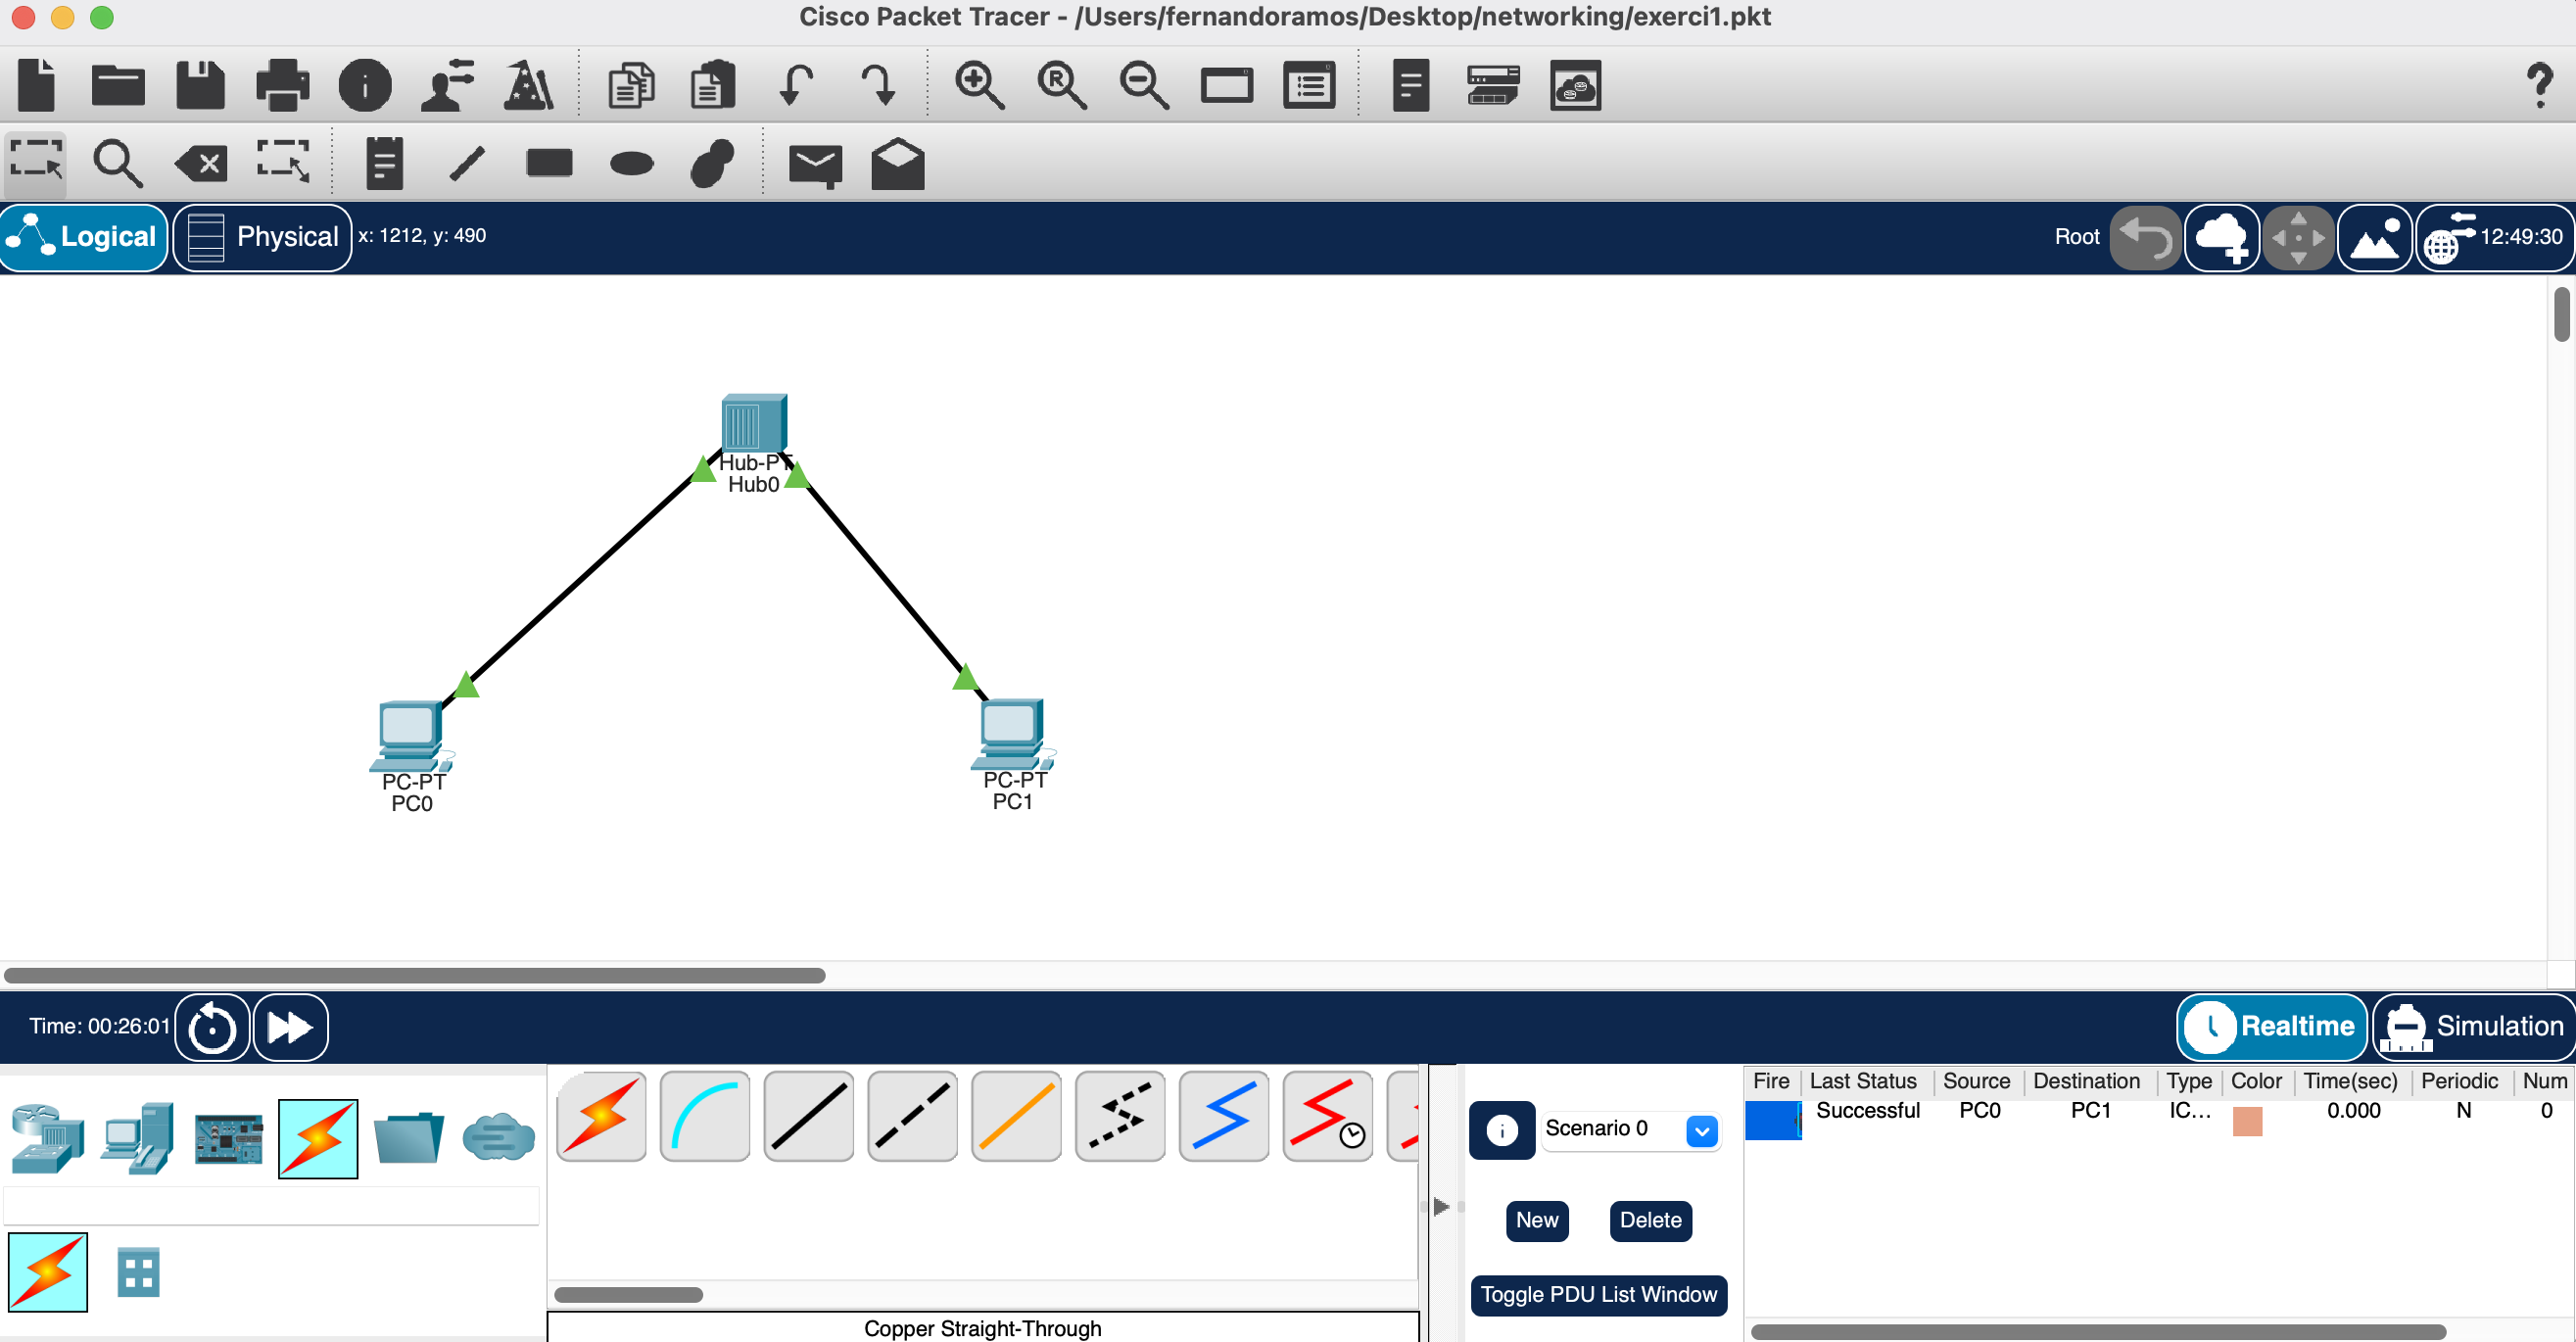 Cisco Packet Tracer - /Users/fernandoramos/Desktop/networking/exerci1.pkt
R
?
Logical
Physical
x: 1212, y: 490
Root
12:49:30
Hub-PT
Hub0
PC-PT
PC0
PC-PT
PC1
Time: 00:26:01
Realtime
Simulation
Scenario 0
New
Delete
Toggle PDU List Window
Fire Last Status Source Destination Type Color Time(sec) Periodic Num
Successful PC0 PC1 IC... 0.000 N 0
Copper Straight-Through